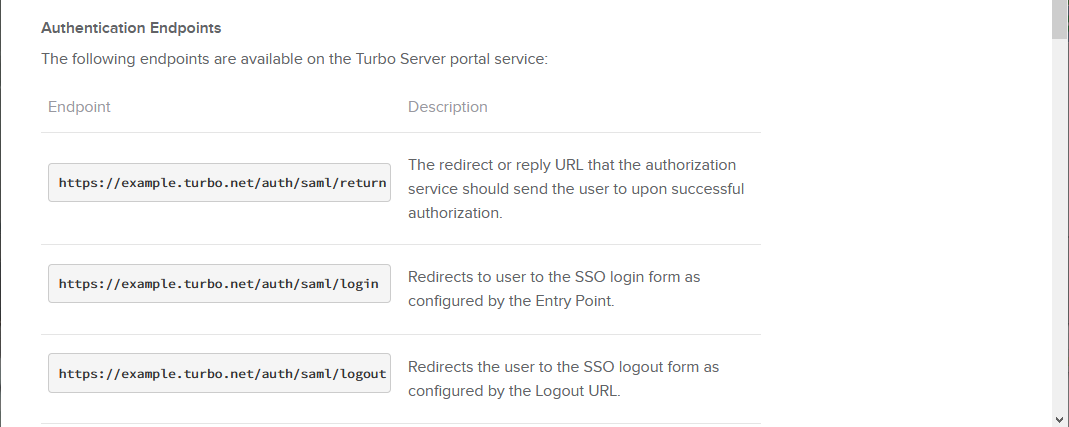 Authentication Endpoints
The following endpoints are available on the Turbo Server portal service:
Endpoint Description
https://example.turbo.net/auth/saml/return
The redirect or reply URL that the authorization
service should send the user to upon successful
authorization.
https://example.turbo.net/auth/saml/login
Redirects to user to the SSO login form as
configured by the Entry Point.
https://example.turbo.net/auth/saml/logout
Redirects the user to the SSO logout form as
configured by the Logout URL.